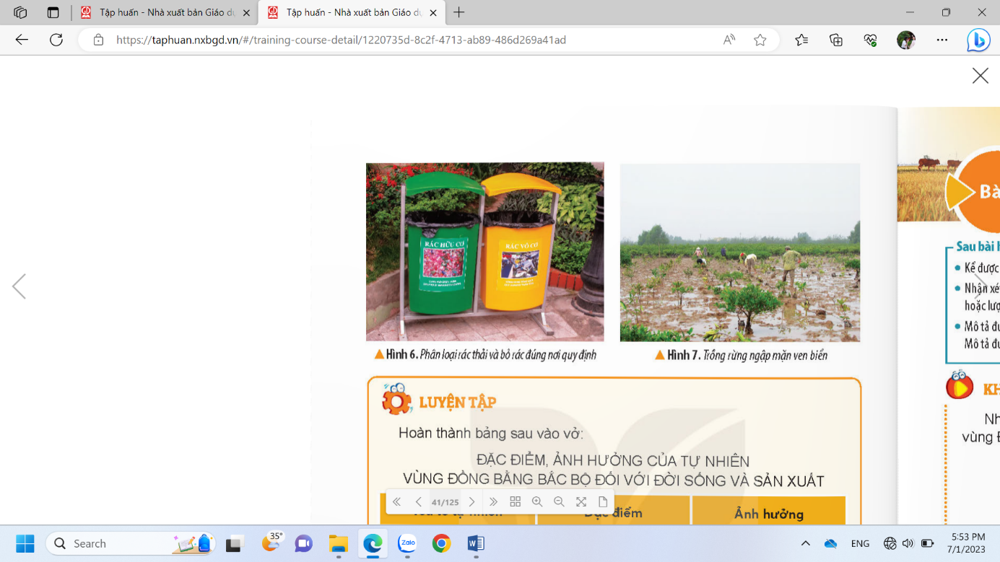 Tập huấn - Nhà xuất bản Giáo dụ
Tập huấn - Nhà xuất bản Giáo dụ
https://taphuan.nxbgd.vn/#/training-course-detail/1220735d-8c2f-4713-ab89-486d269a41ad
RÁC HỮU CƠ
RÁC VÔ CƠ
Hình 6. Phân loại rác thải và bỏ rác đúng nơi quy định
Hình 7. Trồng rừng ngập mặn ven biển
LUYỆN TẬP
Hoàn thành bảng sau vào vở:
ĐẶC ĐIỂM, ẢNH HƯỞNG CỦA TỰ NHIÊN
VÙNG ĐỒNG BẰNG BẮC BỘ ĐỐI VỚI ĐỜI SỐNG VÀ SẢN XUẤT
41/125
điểm
Ảnh hưởng
Bà
Sau bài h
Kể được
Nhận xé
hoặc lượ
Mô tả đu
Mô tả đu
KH
Nh
vùng Đ
Search
35°
Zalo
ENG
5:53 PM
7/1/2023